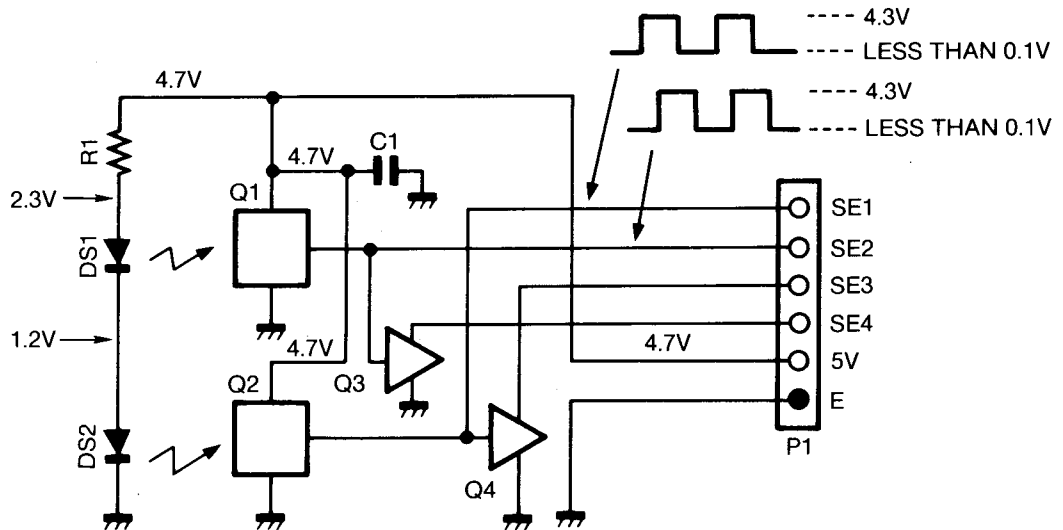 4.3V
LESS THAN 0.1V
4.3V
LESS THAN 0.1V
4.7V
R1
4.7V
C1
2.3V
Q1
DS1
SE1
SE2
SE3
SE4
5V
E
P1
1.2V
4.7V
4.7V
Q3
Q2
DS2
Q4